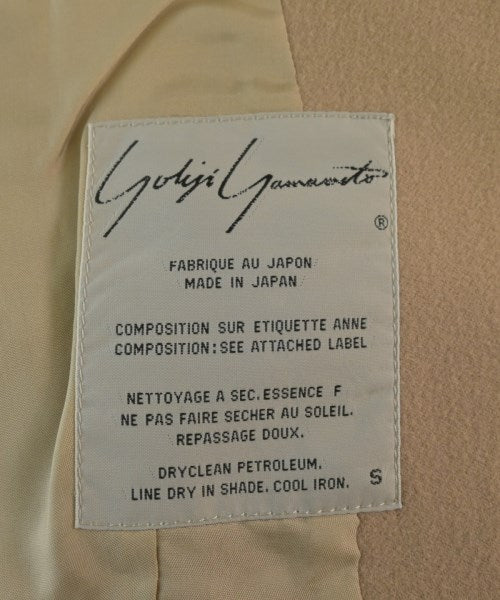 Yohji Yamamoto
®
FABRIQUE AU JAPON
MADE IN JAPAN
COMPOSITION SUR ETIQUETTE ANNE
COMPOSITION: SEE ATTACHED LABEL
NETTOYAGE A SEC. ESSENCE F
NE PAS FAIRE SECHER AU SOLEIL.
REPASSAGE DOUX.
DRYCLEAN PETROLEUM.
LINE DRY IN SHADE. COOL IRON.
S